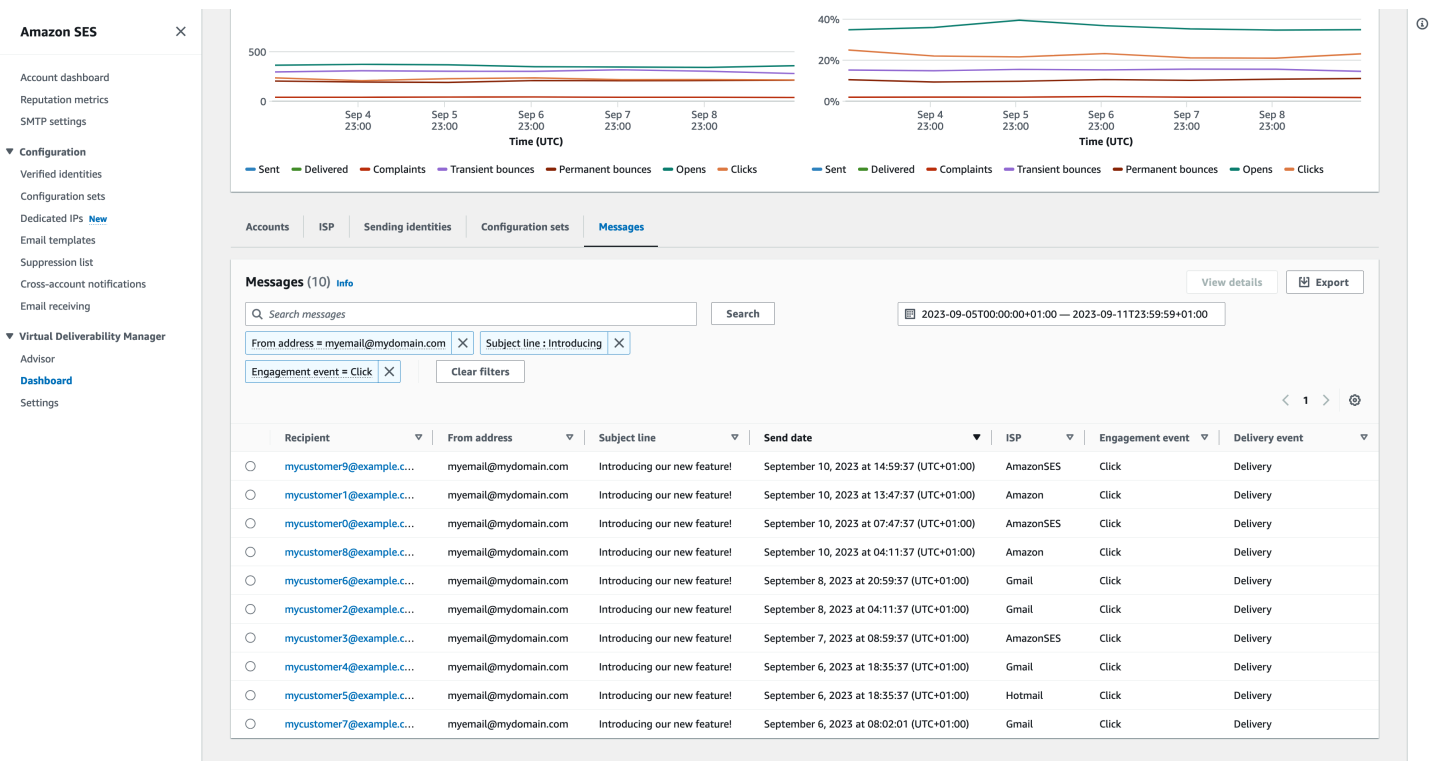 Amazon SES
Account dashboard
Reputation metrics
SMTP settings
Configuration
Verified identities
Configuration sets
Dedicated IPs New
Email templates
Suppression list
Cross-account notifications
Email receiving
Virtual Deliverability Manager
Advisor
Dashboard
Settings
500
0
Sep 4 Sep 5 Sep 6 Sep 7 Sep 8
23:00 23:00 23:00 23:00 23:00
Time (UTC)
Sent Delivered Complaints Transient bounces Permanent bounces Opens Clicks
40%
20%
0%
Sep 4 Sep 5 Sep 6 Sep 7 Sep 8
23:00 23:00 23:00 23:00 23:00
Time (UTC)
Sent Delivered Complaints Transient bounces Permanent bounces Opens Clicks
Accounts ISP Sending identities Configuration sets Messages
Messages (10) Info View details Export
Search messages Search 2023-09-05T00:00:00+01:00 — 2023-09-11T23:59:59+01:00
From address = myemail@mydomain.com Subject line : Introducing
Engagement event = Click Clear filters
1
Recipient From address Subject line Send date ISP Engagement event Delivery event
mycustomer9@example.c... myemail@mydomain.com Introducing our new feature! September 10, 2023 at 14:59:37 (UTC+01:00) AmazonSES Click Delivery
mycustomer1@example.c... myemail@mydomain.com Introducing our new feature! September 10, 2023 at 13:47:37 (UTC+01:00) Amazon Click Delivery
mycustomer0@example.c... myemail@mydomain.com Introducing our new feature! September 10, 2023 at 07:47:37 (UTC+01:00) AmazonSES Click Delivery
mycustomer8@example.c... myemail@mydomain.com Introducing our new feature! September 10, 2023 at 04:11:37 (UTC+01:00) Amazon Click Delivery
mycustomer6@example.c... myemail@mydomain.com Introducing our new feature! September 8, 2023 at 20:59:37 (UTC+01:00) Gmail Click Delivery
mycustomer2@example.c... myemail@mydomain.com Introducing our new feature! September 8, 2023 at 04:11:37 (UTC+01:00) Gmail Click Delivery
mycustomer3@example.c... myemail@mydomain.com Introducing our new feature! September 7, 2023 at 08:59:37 (UTC+01:00) AmazonSES Click Delivery
mycustomer4@example.c... myemail@mydomain.com Introducing our new feature! September 6, 2023 at 18:35:37 (UTC+01:00) Gmail Click Delivery
mycustomer5@example.c... myemail@mydomain.com Introducing our new feature! September 6, 2023 at 18:35:37 (UTC+01:00) Hotmail Click Delivery
mycustomer7@example.c... myemail@mydomain.com Introducing our new feature! September 6, 2023 at 08:02:01 (UTC+01:00) Gmail Click Delivery